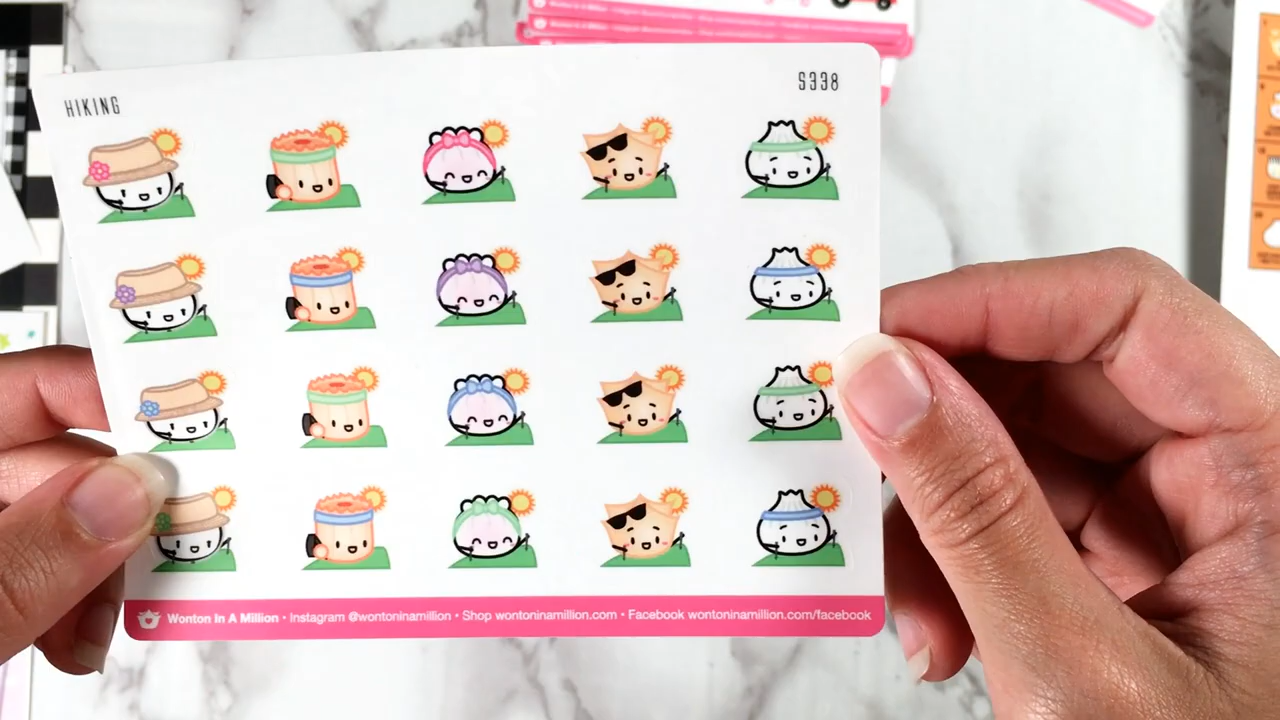 HIKING
S338
Wonton In A Million • Instagram @wontoninamillion • Shop wontoninamillion.com • Facebook wontoninamillion.com/facebook